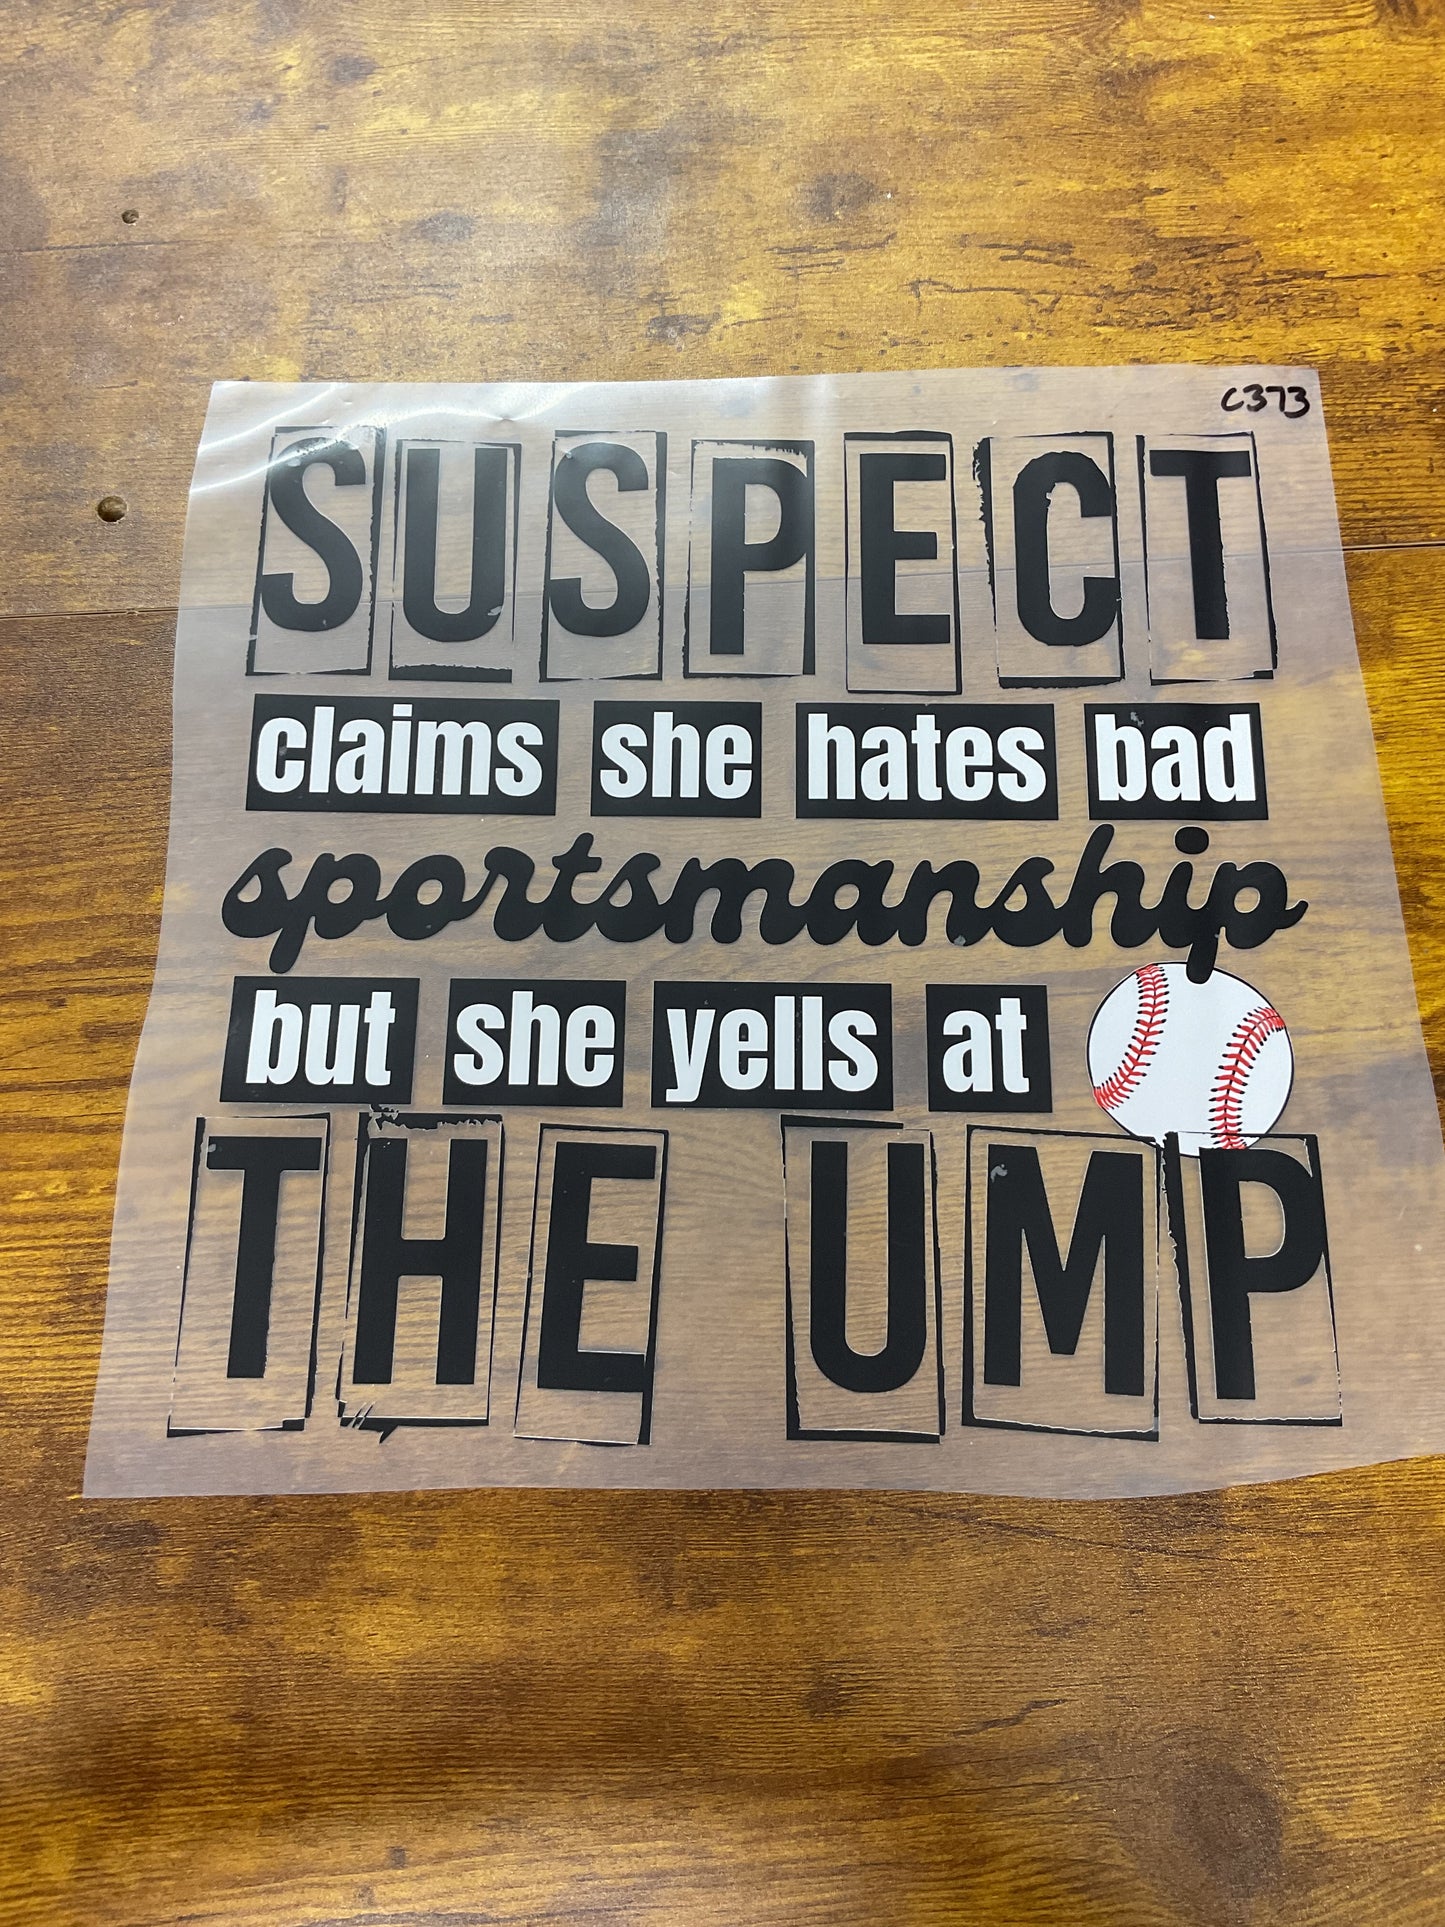 C373
SUSPECT
claims she hates bad
sportsmanship
but she yells at
THE UMP